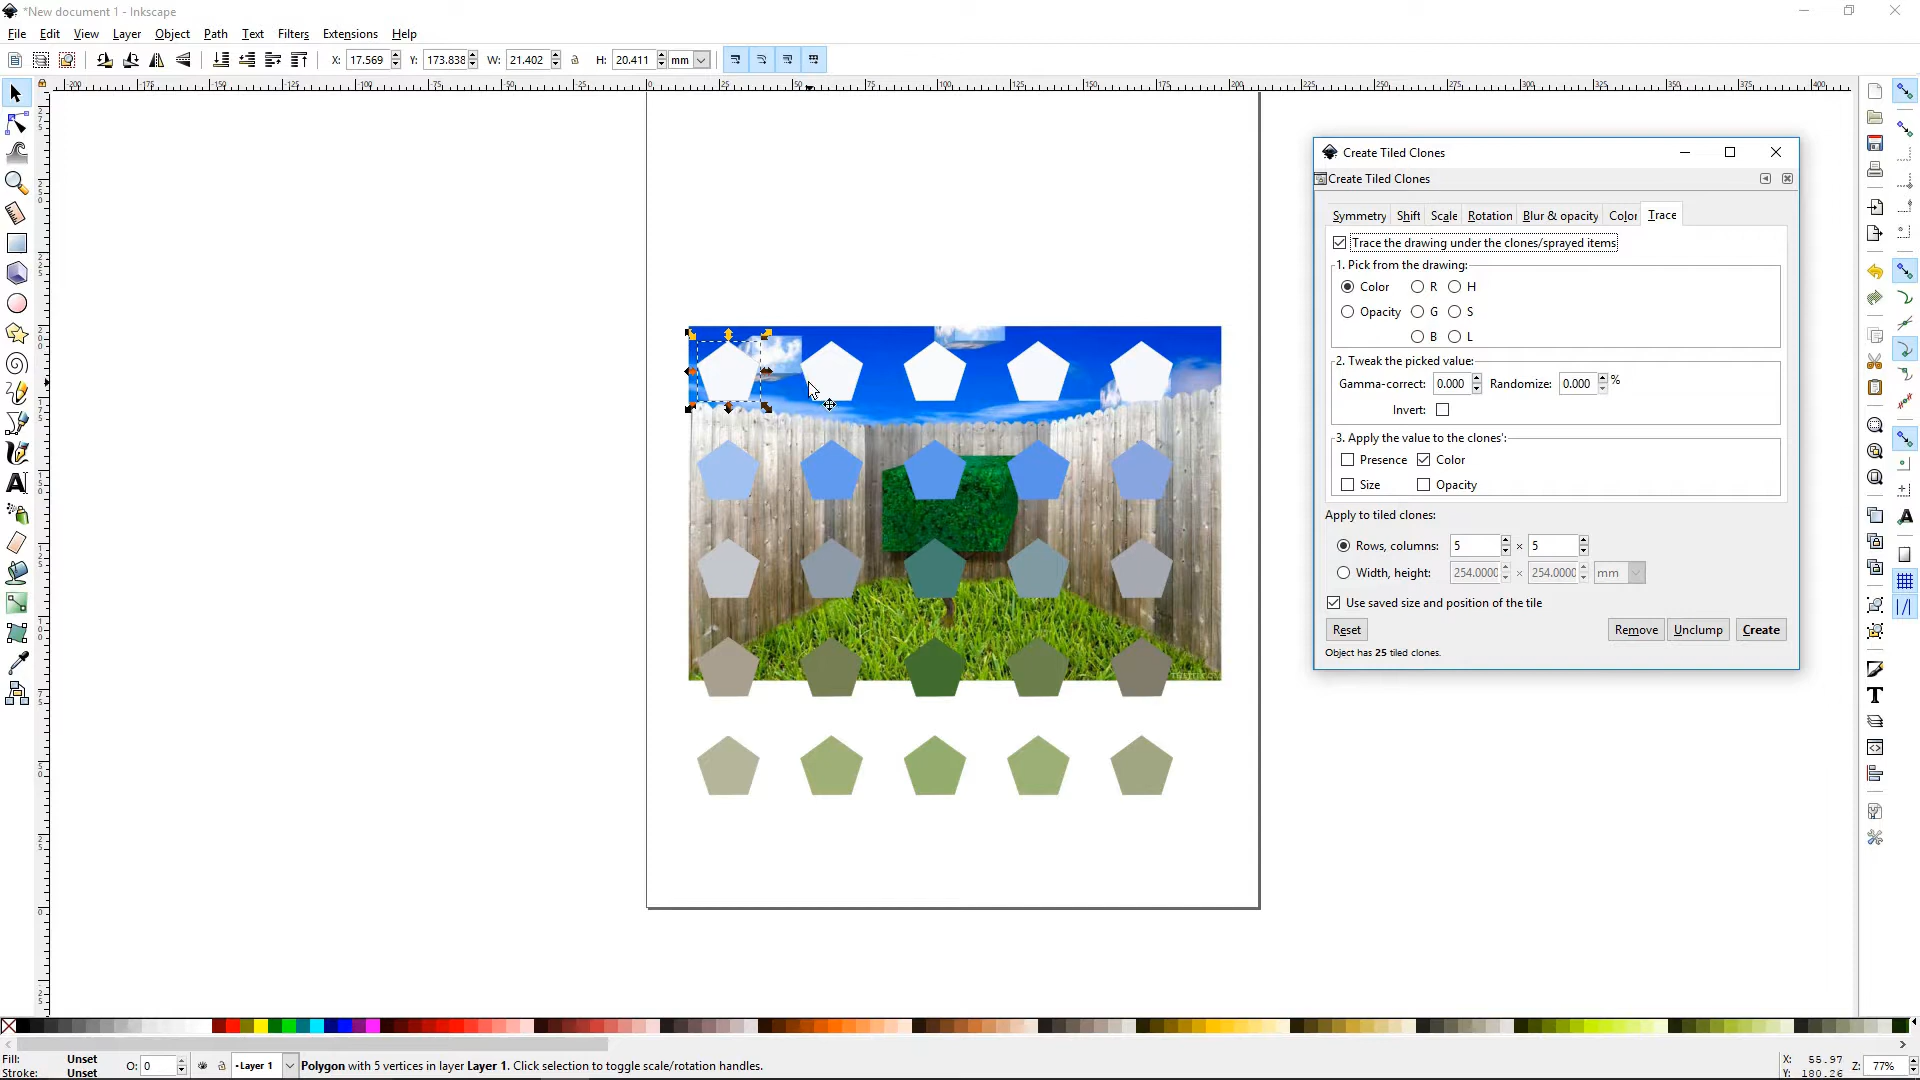 *New document 1 - Inkscape
File Edit View Layer Object Path Text Filters Extensions Help
X: 17.569 Y: 173.838 W: 21.402 H: 20.411 mm
Create Tiled Clones
Create Tiled Clones
Symmetry Shift Scale Rotation Blur & opacity Color Trace
Trace the drawing under the clones/sprayed items
1. Pick from the drawing:
Color R H
Opacity G S
B L
2. Tweak the picked value:
Gamma-correct: 0.000 Randomize: 0.000 %
Invert:
3. Apply the value to the clones':
Presence Color
Size Opacity
Apply to tiled clones:
Rows, columns: 5 × 5
Width, height: 254.0000 × 254.0000 mm
Use saved size and position of the tile
Reset Remove Unclump Create
Object has 25 tiled clones.
Fill: Unset
Stroke: Unset
O: 0
Layer 1
Polygon with 5 vertices in layer Layer 1. Click selection to toggle scale/rotation handles.
X: 55.97
Y: 180.26
Z: 77%